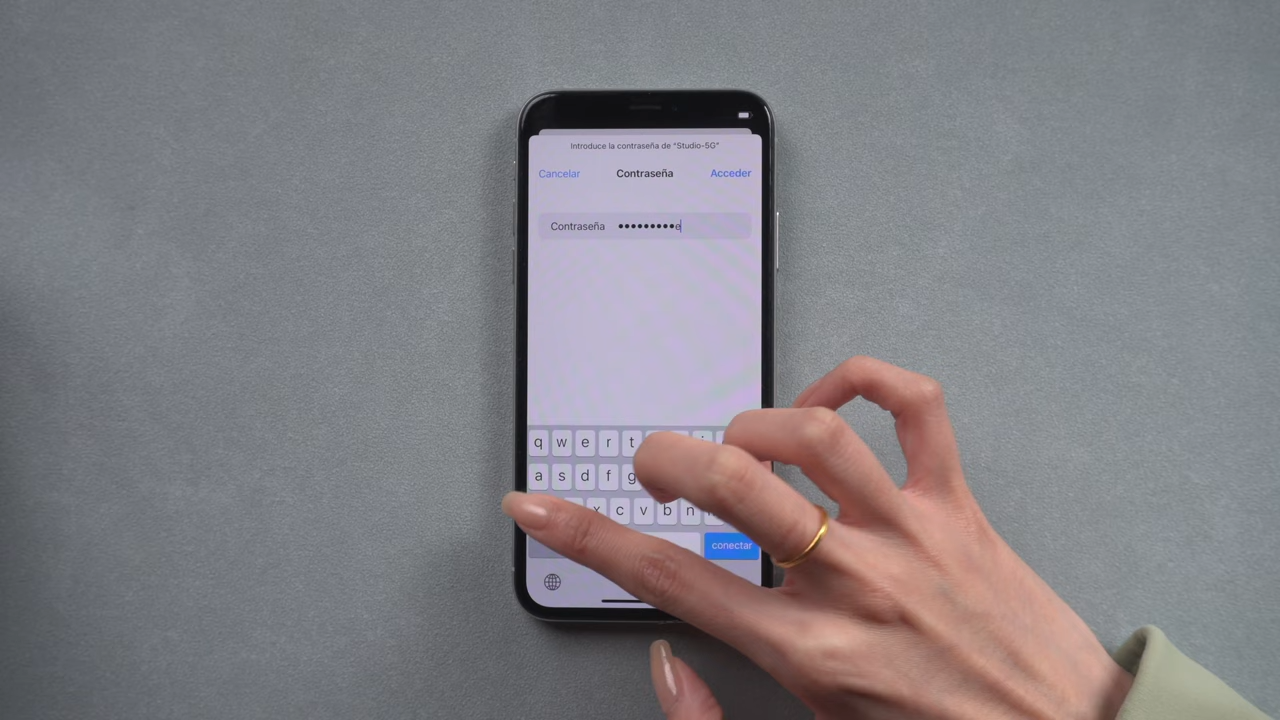 Introduce la contraseña de “Studio-5G”
Cancelar Contraseña Acceder
Contraseña •••••••••e
q w e r t
a s d f g
x c v b n
conectar